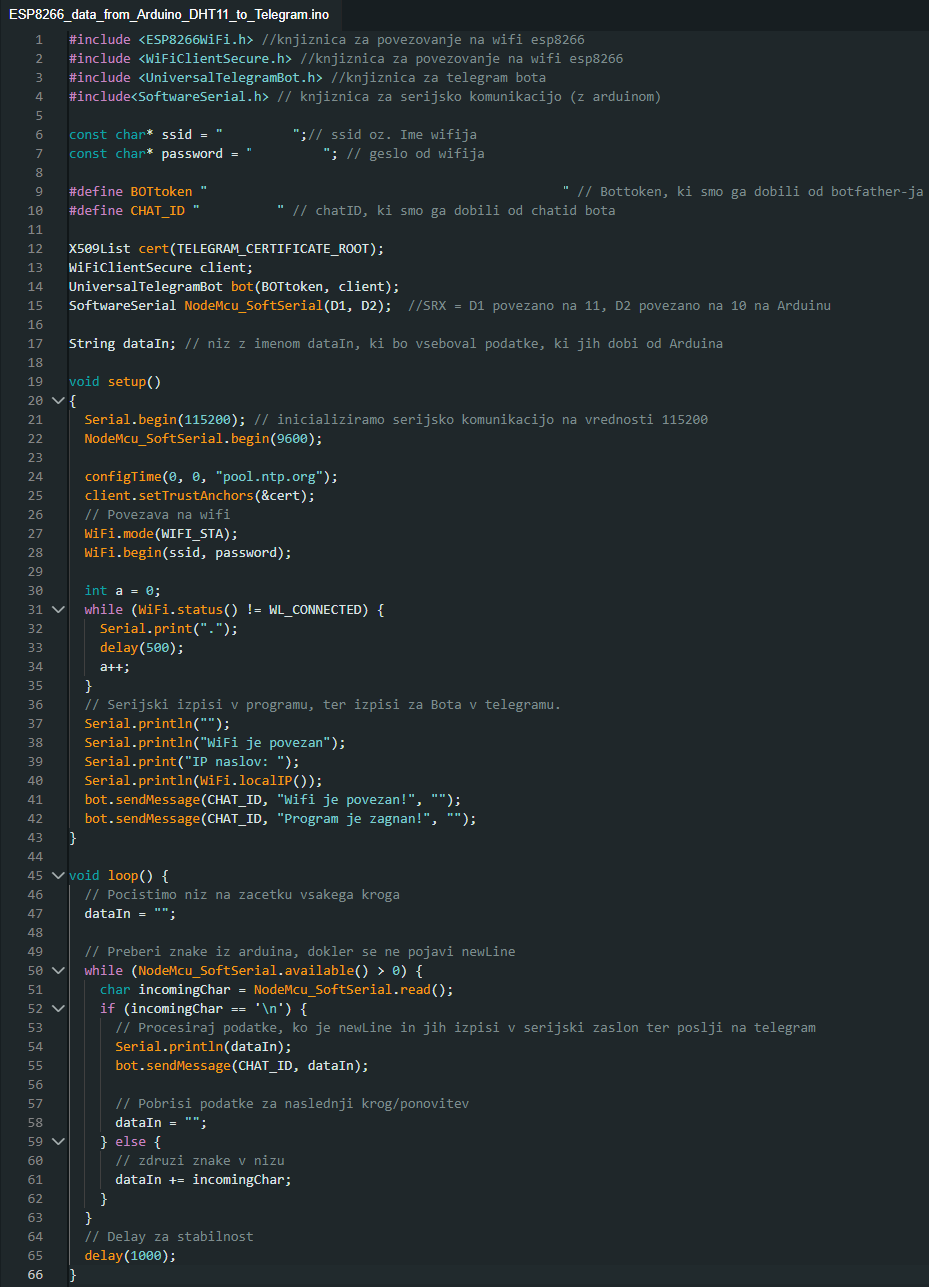 ESP8266_data_from_Arduino_DHT11_to_Telegram.ino
1 #include <ESP8266WiFi.h> //knjiznica za povezovanje na wifi esp8266
2 #include <WiFiClientSecure.h> //knjiznica za povezovanje na wifi esp8266
3 #include <UniversalTelegramBot.h> //knjiznica za telegram bota
4 #include<SoftwareSerial.h> // knjiznica za serijsko komunikacijo (z arduinom)
5
6 const char* ssid = "          ";// ssid oz. Ime wifija
7 const char* password = "          "; // geslo od wifija
8
9 #define BOTtoken "                                              " // Bottoken, ki smo ga dobili od botfather-ja
10 #define CHAT_ID "          " // chatID, ki smo ga dobili od chatid bota
11
12 X509List cert(TELEGRAM_CERTIFICATE_ROOT);
13 WiFiClientSecure client;
14 UniversalTelegramBot bot(BOTtoken, client);
15 SoftwareSerial NodeMcu_SoftSerial(D1, D2);  //SRX = D1 povezano na 11, D2 povezano na 10 na Arduinu
16
17 String dataIn; // niz z imenom dataIn, ki bo vseboval podatke, ki jih dobi od Arduina
18
19 void setup()
20 {
21   Serial.begin(115200); // inicializiramo serijsko komunikacijo na vrednosti 115200
22   NodeMcu_SoftSerial.begin(9600);
23
24   configTime(0, 0, "pool.ntp.org");
25   client.setTrustAnchors(&cert);
26   // Povezava na wifi
27   WiFi.mode(WIFI_STA);
28   WiFi.begin(ssid, password);
29
30   int a = 0;
31   while (WiFi.status() != WL_CONNECTED) {
32     Serial.print(".");
33     delay(500);
34     a++;
35   }
36   // Serijski izpisi v programu, ter izpisi za Bota v telegramu.
37   Serial.println("");
38   Serial.println("WiFi je povezan");
39   Serial.print("IP naslov: ");
40   Serial.println(WiFi.localIP());
41   bot.sendMessage(CHAT_ID, "Wifi je povezan!", "");
42   bot.sendMessage(CHAT_ID, "Program je zagnan!", "");
43 }
44
45 void loop() {
46   // Pocistimo niz na zacetku vsakega kroga
47   dataIn = "";
48
49   // Preberi znake iz arduina, dokler se ne pojavi newLine
50   while (NodeMcu_SoftSerial.available() > 0) {
51     char incomingChar = NodeMcu_SoftSerial.read();
52     if (incomingChar == '\n') {
53       // Procesiraj podatke, ko je newLine in jih izpisi v serijski zaslon ter poslji na telegram
54       Serial.println(dataIn);
55       bot.sendMessage(CHAT_ID, dataIn);
56
57       // Pobrisi podatke za naslednji krog/ponovitev
58       dataIn = "";
59     } else {
60       // zdruzi znake v nizu
61       dataIn += incomingChar;
62     }
63   }
64   // Delay za stabilnost
65   delay(1000);
66 }